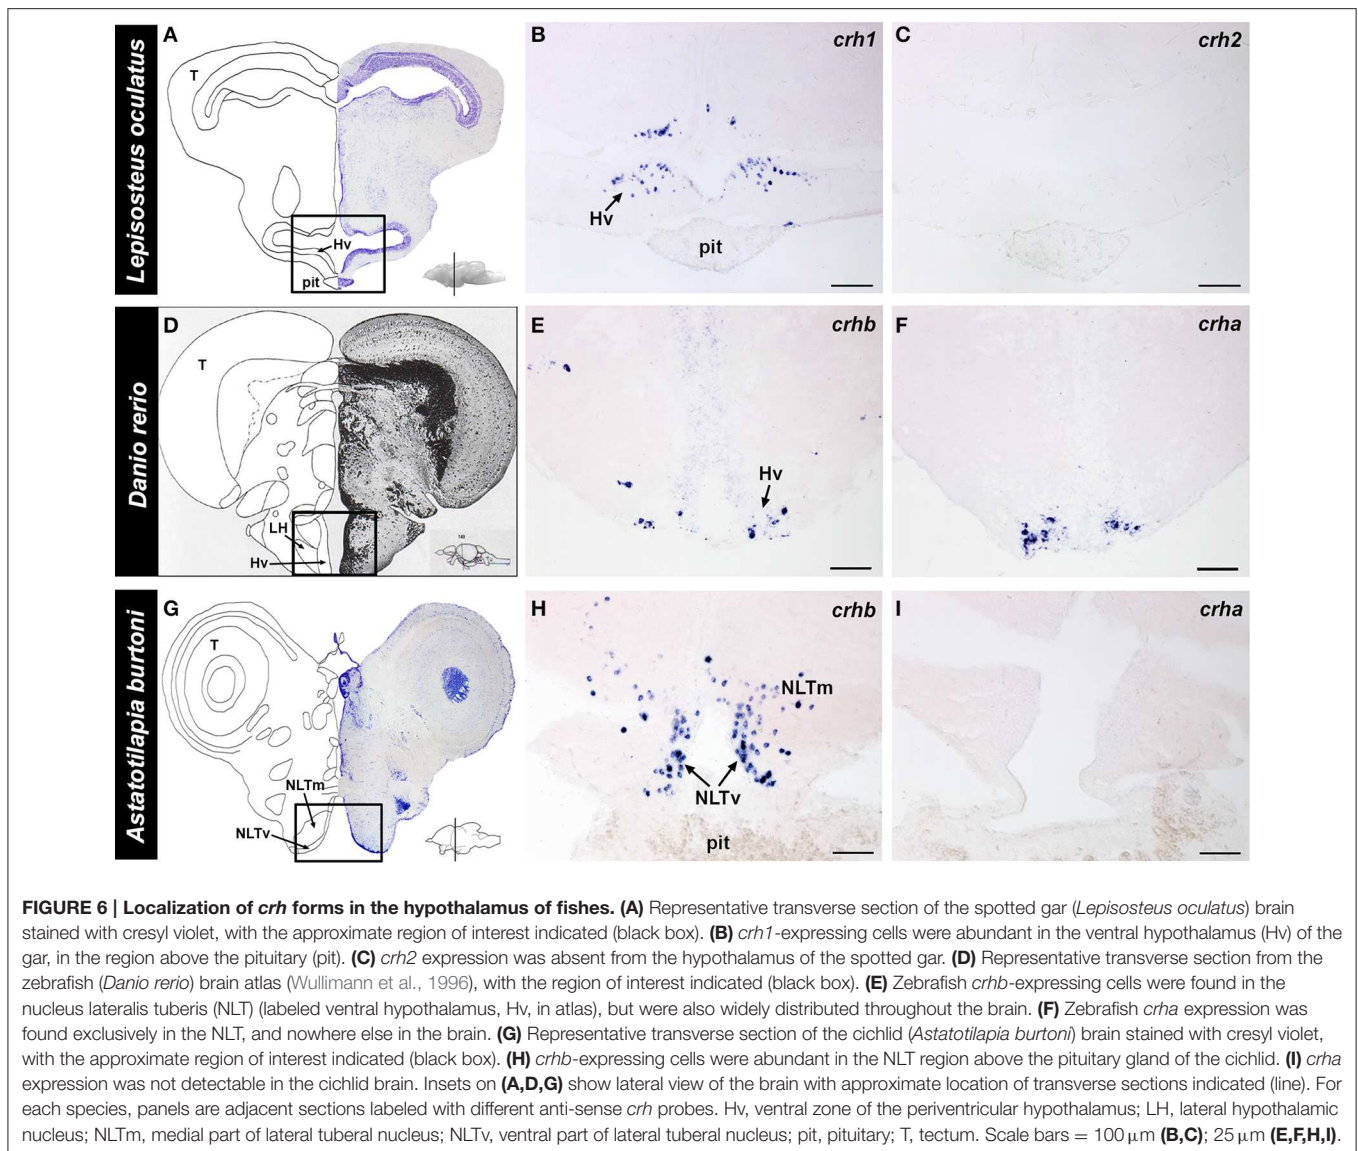 Lepisosteus oculatus
A
T
Hv
pit
B
crh1
Hv
pit
C
crh2
Danio rerio
D
T
LH
Hv
148
E
crhb
Hv
F
crha
Astatotilapia burtoni
G
T
NLTm
NLTv
H
crhb
NLTm
NLTv
pit
I
crha
FIGURE 6 | Localization of crh forms in the hypothalamus of fishes. (A) Representative transverse section of the spotted gar (Lepisosteus oculatus) brain
stained with cresyl violet, with the approximate region of interest indicated (black box). (B) crh1-expressing cells were abundant in the ventral hypothalamus (Hv) of the
gar, in the region above the pituitary (pit). (C) crh2 expression was absent from the hypothalamus of the spotted gar. (D) Representative transverse section from the
zebrafish (Danio rerio) brain atlas (Wullimann et al., 1996), with the region of interest indicated (black box). (E) Zebrafish crhb-expressing cells were found in the
nucleus lateralis tuberis (NLT) (labeled ventral hypothalamus, Hv, in atlas), but were also widely distributed throughout the brain. (F) Zebrafish crha expression was
found exclusively in the NLT, and nowhere else in the brain. (G) Representative transverse section of the cichlid (Astatotilapia burtoni) brain stained with cresyl violet,
with the approximate region of interest indicated (black box). (H) crhb-expressing cells were abundant in the NLT region above the pituitary gland of the cichlid. (I) crha
expression was not detectable in the cichlid brain. Insets on (A,D,G) show lateral view of the brain with approximate location of transverse sections indicated (line). For
each species, panels are adjacent sections labeled with different anti-sense crh probes. Hv, ventral zone of the periventricular hypothalamus; LH, lateral hypothalamic
nucleus; NLTm, medial part of lateral tuberal nucleus; NLTv, ventral part of lateral tuberal nucleus; pit, pituitary; T, tectum. Scale bars = 100 μm (B,C); 25 μm (E,F,H,I).